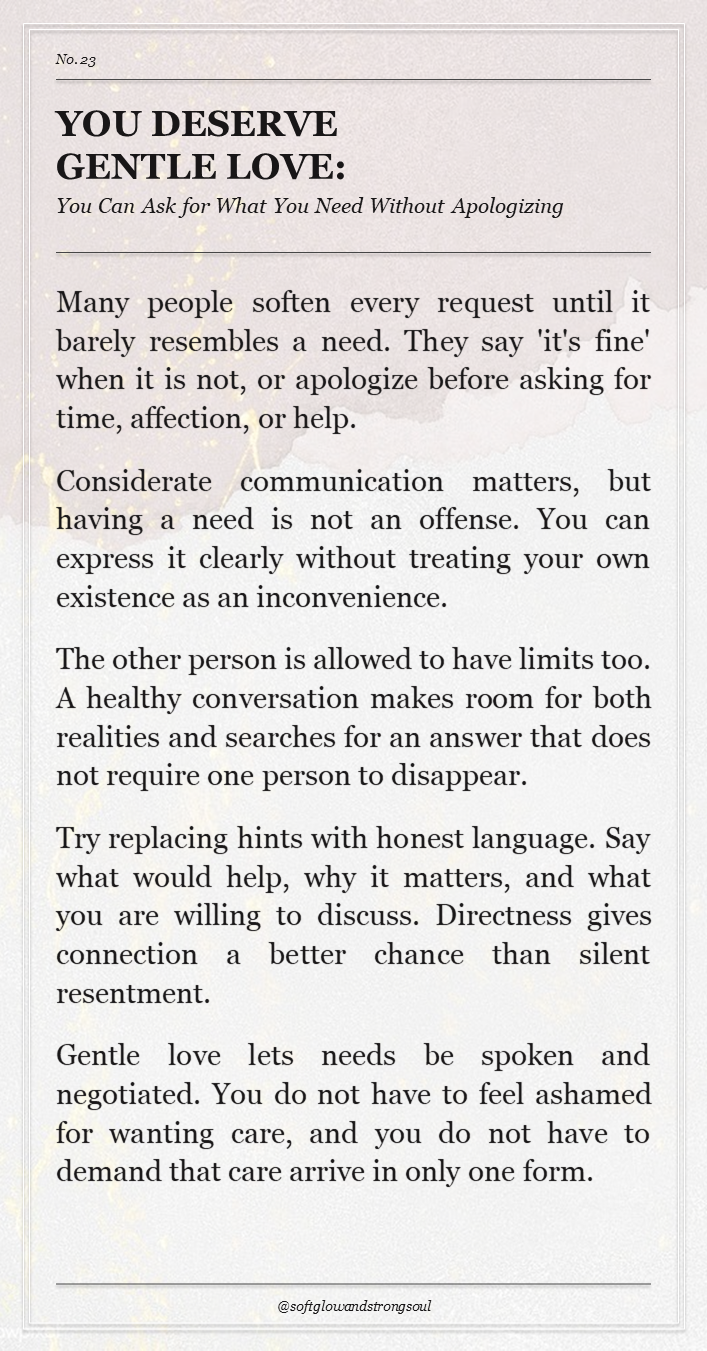 No. 23
YOU DESERVE
GENTLE LOVE:
You Can Ask for What You Need Without Apologizing
Many people soften every request until it
barely resembles a need. They say 'it's fine'
when it is not, or apologize before asking for
time, affection, or help.
Considerate communication matters, but
having a need is not an offense. You can
express it clearly without treating your own
existence as an inconvenience.
The other person is allowed to have limits too.
A healthy conversation makes room for both
realities and searches for an answer that does
not require one person to disappear.
Try replacing hints with honest language. Say
what would help, why it matters, and what
you are willing to discuss. Directness gives
connection a better chance than silent
resentment.
Gentle love lets needs be spoken and
negotiated. You do not have to feel ashamed
for wanting care, and you do not have to
demand that care arrive in only one form.
@softglowandstrongsoul